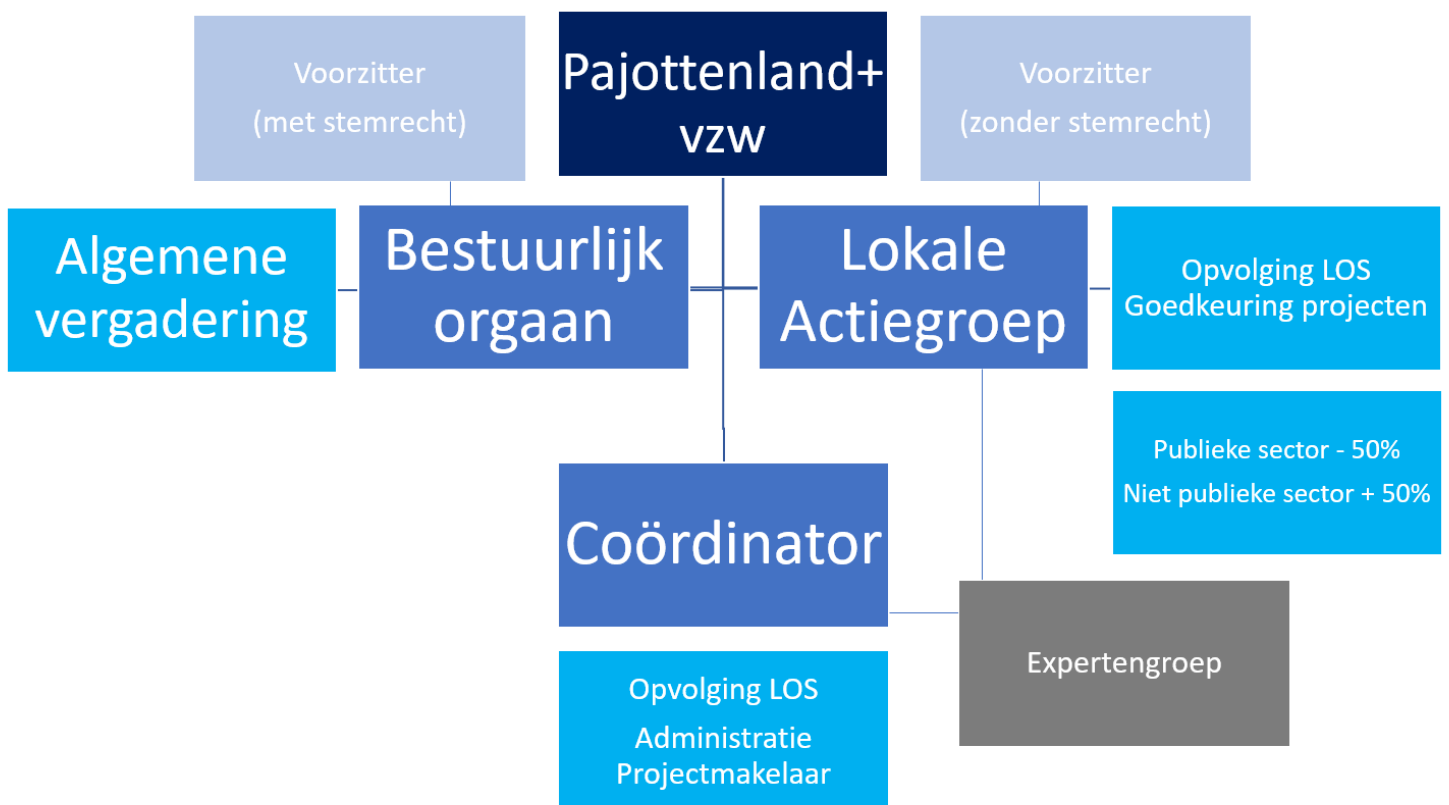 Voorzitter
(met stemrecht)
Pajottenland+
vzw
Voorzitter
(zonder stemrecht)
Algemene
vergadering
Bestuurlijk
orgaan
Lokale
Actiegroep
Opvolging LOS
Goedkeuring projecten
Publieke sector - 50%
Niet publieke sector + 50%
Coördinator
Expertengroep
Opvolging LOS
Administratie
Projectmakelaar